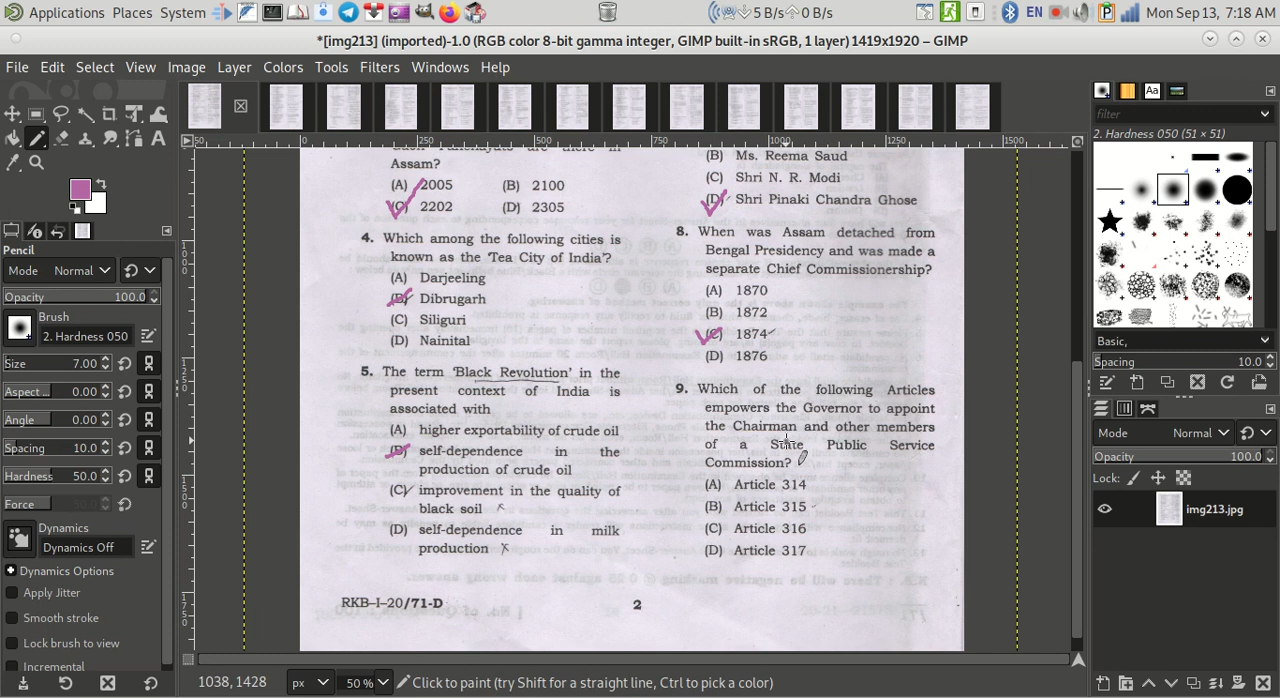 Applications Places System
5 B/s 0 B/s
EN
Mon Sep 13, 7:18 AM
*[img213] (imported)-1.0 (RGB color 8-bit gamma integer, GIMP built-in sRGB, 1 layer) 1419x1920 – GIMP
File Edit Select View Image Layer Colors Tools Filters Windows Help
0 250 500 750 1000 1250 1500
Pencil
Mode Normal
Opacity 100.0
Brush
2. Hardness 050
Size 7.00
Aspect ... 0.00
Angle 0.00
Spacing 10.0
Hardness 50.0
Force 50.0
Dynamics
Dynamics Off
Dynamics Options
Apply Jitter
Smooth stroke
Lock brush to view
Incremental
Assam?
(A) 2005 (B) 2100
(C) 2202 (D) 2305
4. Which among the following cities is
known as the 'Tea City of India'?
(A) Darjeeling
(B) Dibrugarh
(C) Siliguri
(D) Nainital
5. The term 'Black Revolution' in the
present context of India is
associated with
(A) higher exportability of crude oil
(B) self-dependence in the
production of crude oil
(C) improvement in the quality of
black soil
(D) self-dependence in milk
production
RKB–I–20/71-D
2
(B) Ms. Reema Saud
(C) Shri N. R. Modi
(D) Shri Pinaki Chandra Ghose
8. When was Assam detached from
Bengal Presidency and was made a
separate Chief Commissionership?
(A) 1870
(B) 1872
(C) 1874
(D) 1876
9. Which of the following Articles
empowers the Governor to appoint
the Chairman and other members
of a State Public Service
Commission?
(A) Article 314
(B) Article 315
(C) Article 316
(D) Article 317
1038, 1428 px 50 % Click to paint (try Shift for a straight line, Ctrl to pick a color)
filter
2. Hardness 050 (51 × 51)
Basic,
Spacing 10.0
Mode Normal
Opacity 100.0
Lock:
img213.jpg